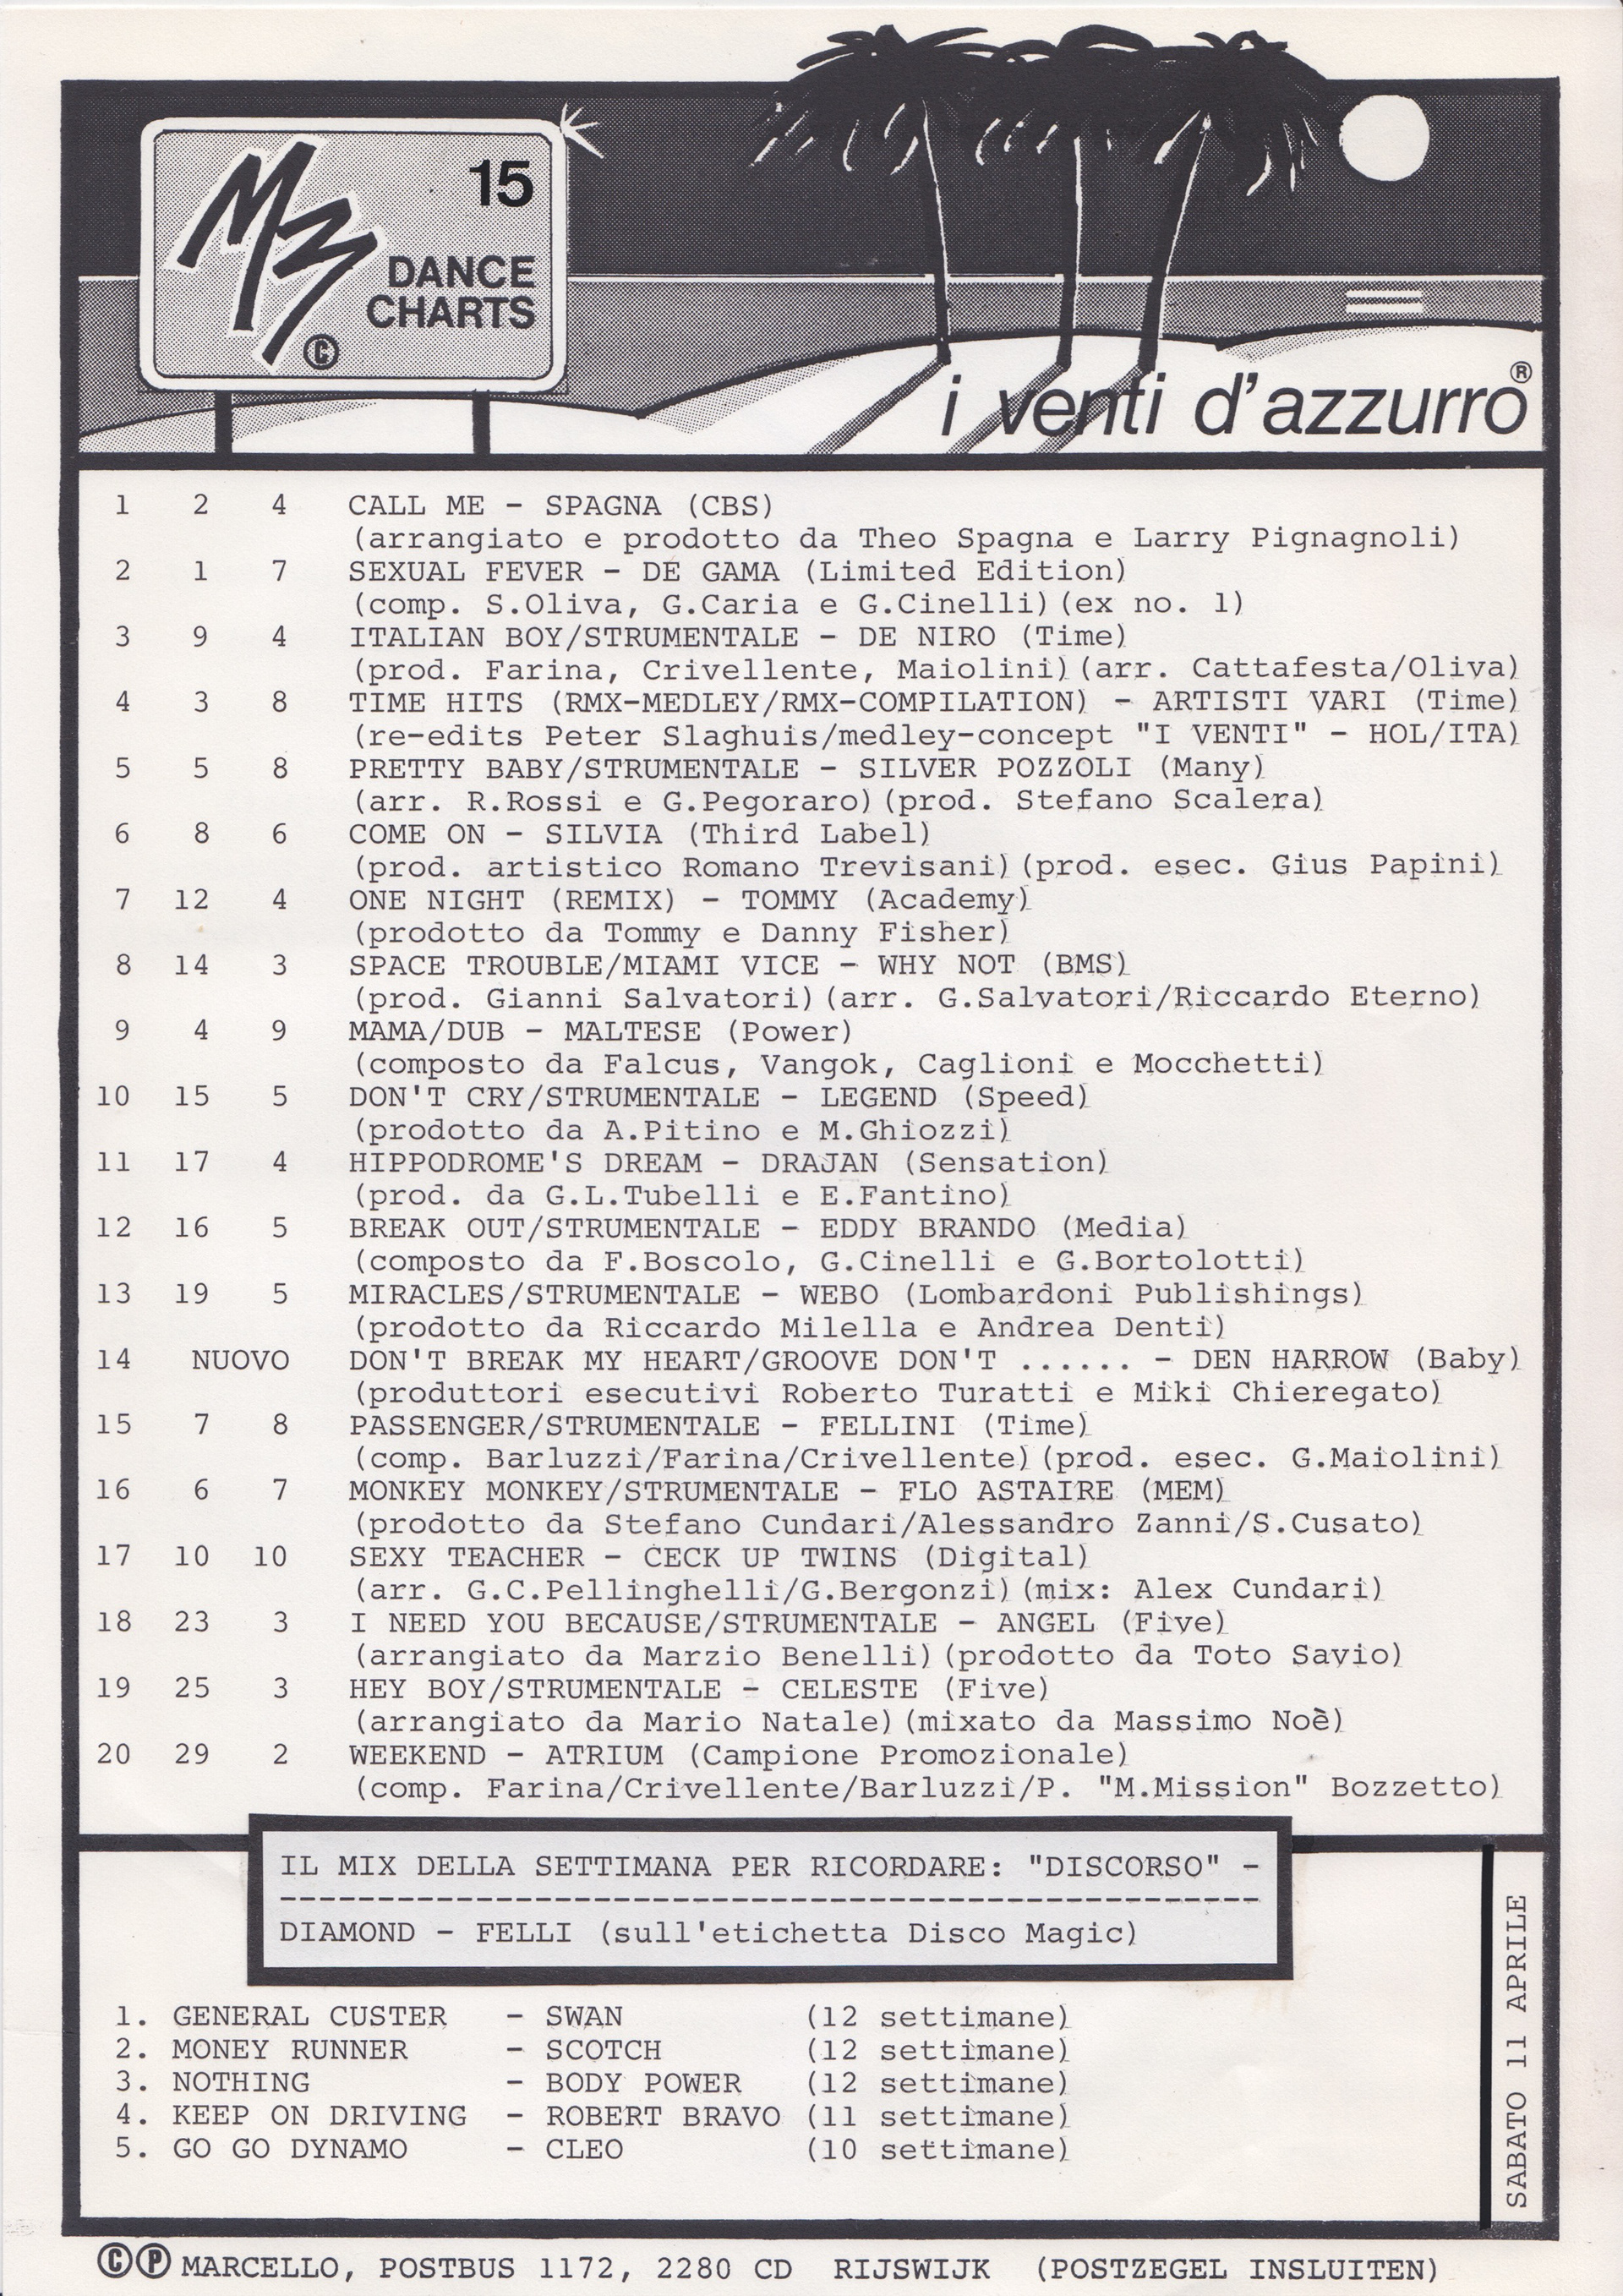 M3
15
DANCE
CHARTS
©
i venti d'azzurro®
1 2 4 CALL ME - SPAGNA (CBS)
(arrangiato e prodotto da Theo Spagna e Larry Pignagnoli)
2 1 7 SEXUAL FEVER - DE GAMA (Limited Edition)
(comp. S.Oliva, G.Caria e G.Cinelli)(ex no. 1)
3 9 4 ITALIAN BOY/STRUMENTALE - DE NIRO (Time)
(prod. Farina, Crivellente, Maiolini)(arr. Cattafesta/Oliva)
4 3 8 TIME HITS (RMX-MEDLEY/RMX-COMPILATION) - ARTISTI VARI (Time)
(re-edits Peter Slaghuis/medley-concept "I VENTI" - HOL/ITA)
5 5 8 PRETTY BABY/STRUMENTALE - SILVER POZZOLI (Many)
(arr. R.Rossi e G.Pegoraro)(prod. Stefano Scalera)
6 8 6 COME ON - SILVIA (Third Label)
(prod. artistico Romano Trevisani)(prod. esec. Gius Papini)
7 12 4 ONE NIGHT (REMIX) - TOMMY (Academy)
(prodotto da Tommy e Danny Fisher)
8 14 3 SPACE TROUBLE/MIAMI VICE - WHY NOT (BMS)
(prod. Gianni Salvatori)(arr. G.Salvatori/Riccardo Eterno)
9 4 9 MAMA/DUB - MALTESE (Power)
(composto da Falcus, Vangok, Caglioni e Mocchetti)
10 15 5 DON'T CRY/STRUMENTALE - LEGEND (Speed)
(prodotto da A.Pitino e M.Ghiozzi)
11 17 4 HIPPODROME'S DREAM - DRAJAN (Sensation)
(prod. da G.L.Tubelli e E.Fantino)
12 16 5 BREAK OUT/STRUMENTALE - EDDY BRANDO (Media)
(composto da F.Boscolo, G.Cinelli e G.Bortolotti)
13 19 5 MIRACLES/STRUMENTALE - WEBO (Lombardoni Publishings)
(prodotto da Riccardo Milella e Andrea Denti)
14 NUOVO DON'T BREAK MY HEART/GROOVE DON'T ...... - DEN HARROW (Baby)
(produttori esecutivi Roberto Turatti e Miki Chieregato)
15 7 8 PASSENGER/STRUMENTALE - FELLINI (Time)
(comp. Barluzzi/Farina/Crivellente)(prod. esec. G.Maiolini)
16 6 7 MONKEY MONKEY/STRUMENTALE - FLO ASTAIRE (MEM)
(prodotto da Stefano Cundari/Alessandro Zanni/S.Cusato)
17 10 10 SEXY TEACHER - CECK UP TWINS (Digital)
(arr. G.C.Pellinghelli/G.Bergonzi)(mix: Alex Cundari)
18 23 3 I NEED YOU BECAUSE/STRUMENTALE - ANGEL (Five)
(arrangiato da Marzio Benelli)(prodotto da Toto Savio)
19 25 3 HEY BOY/STRUMENTALE - CELESTE (Five)
(arrangiato da Mario Natale)(mixato da Massimo Noè)
20 29 2 WEEKEND - ATRIUM (Campione Promozionale)
(comp. Farina/Crivellente/Barluzzi/P. "M.Mission" Bozzetto)
IL MIX DELLA SETTIMANA PER RICORDARE: "DISCORSO" -
--------------------------------------------------
DIAMOND - FELLI (sull'etichetta Disco Magic)
1. GENERAL CUSTER - SWAN (12 settimane)
2. MONEY RUNNER - SCOTCH (12 settimane)
3. NOTHING - BODY POWER (12 settimane)
4. KEEP ON DRIVING - ROBERT BRAVO (11 settimane)
5. GO GO DYNAMO - CLEO (10 settimane)
SABATO 11 APRILE
©℗ MARCELLO, POSTBUS 1172, 2280 CD RIJSWIJK (POSTZEGEL INSLUITEN)